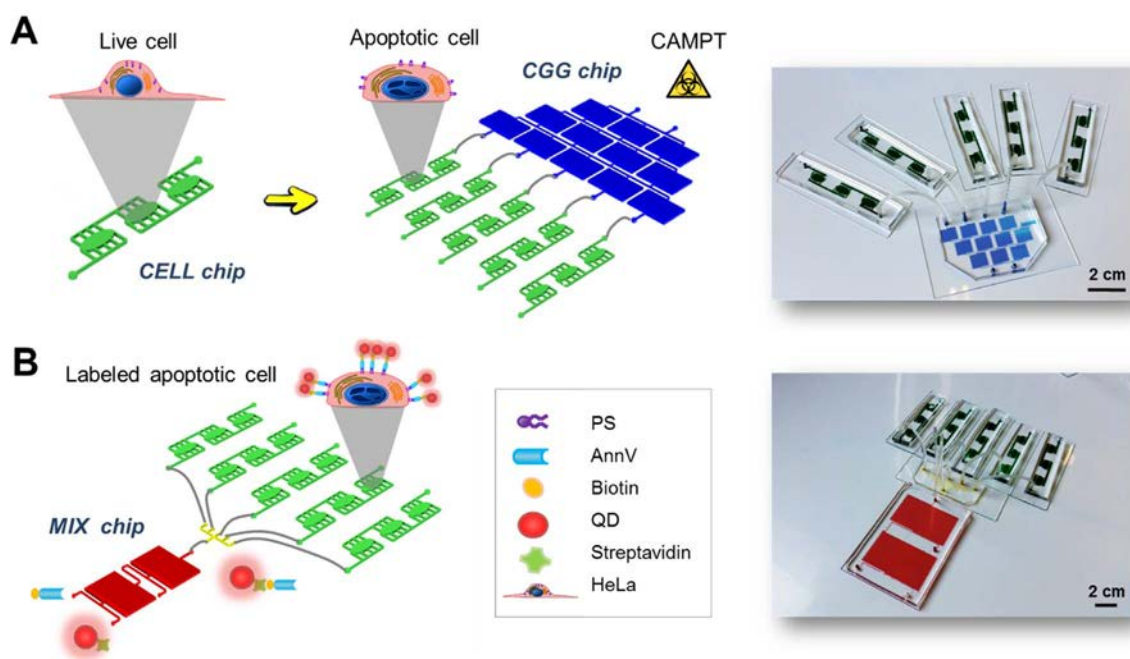 A
Live cell
Apoptotic cell
CAMPT
CGG chip
CELL chip
2 cm
B
Labeled apoptotic cell
MIX chip
PS
AnnV
Biotin
QD
Streptavidin
HeLa
2 cm